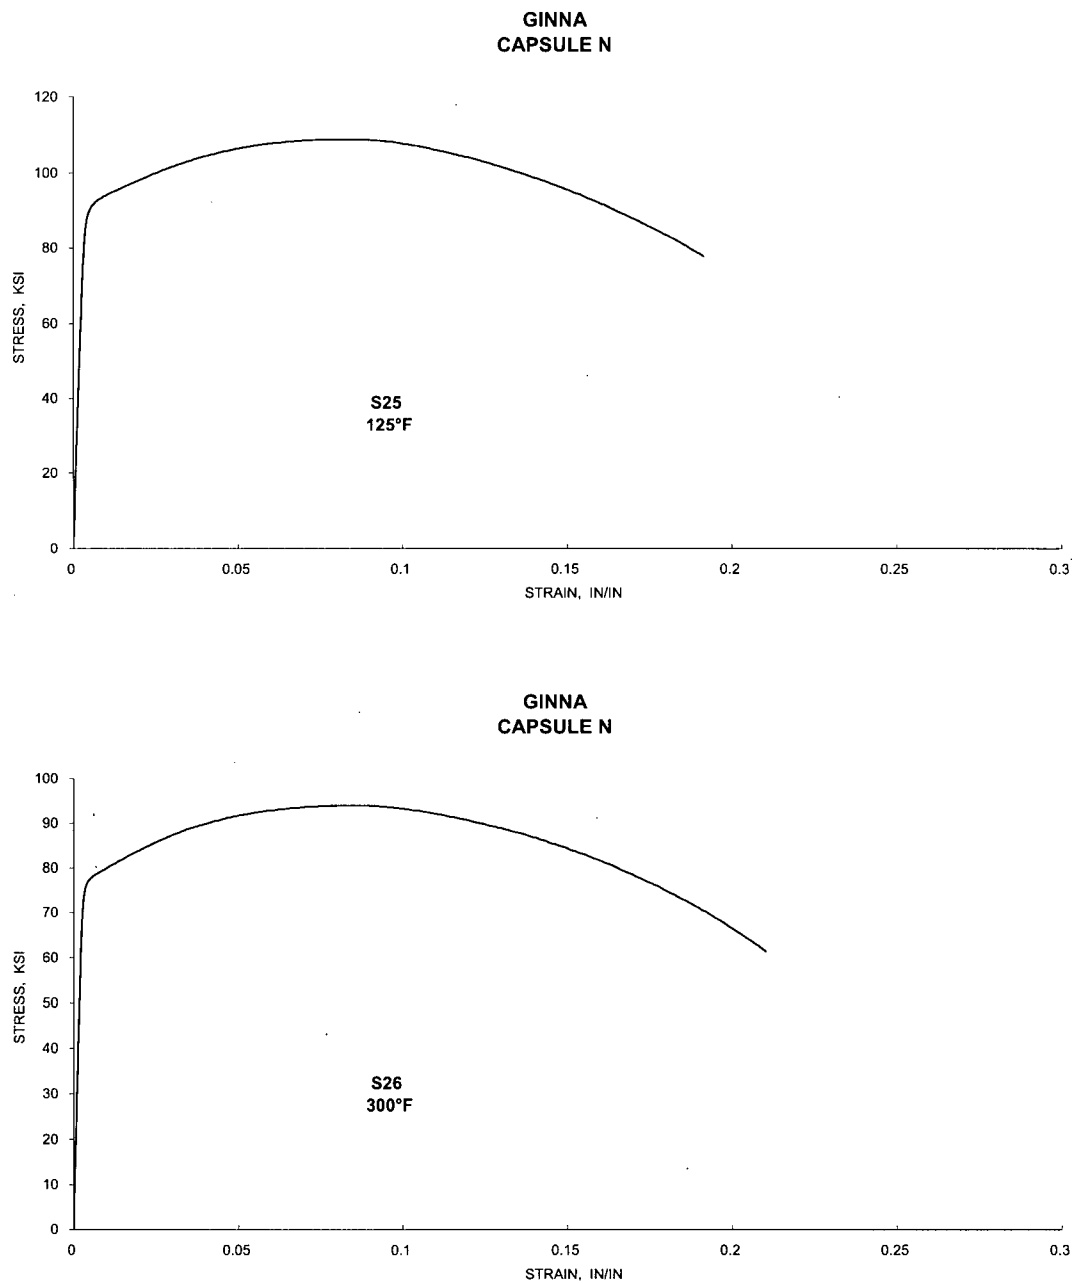 GINNA
CAPSULE N
120
100
80
60
40
20
0
STRESS, KSI
S25
125°F
0 0.05 0.1 0.15 0.2 0.25 0.3
STRAIN, IN/IN
GINNA
CAPSULE N
100
90
80
70
60
50
40
30
20
10
0
STRESS, KSI
S26
300°F
0 0.05 0.1 0.15 0.2 0.25 0.3
STRAIN, IN/IN